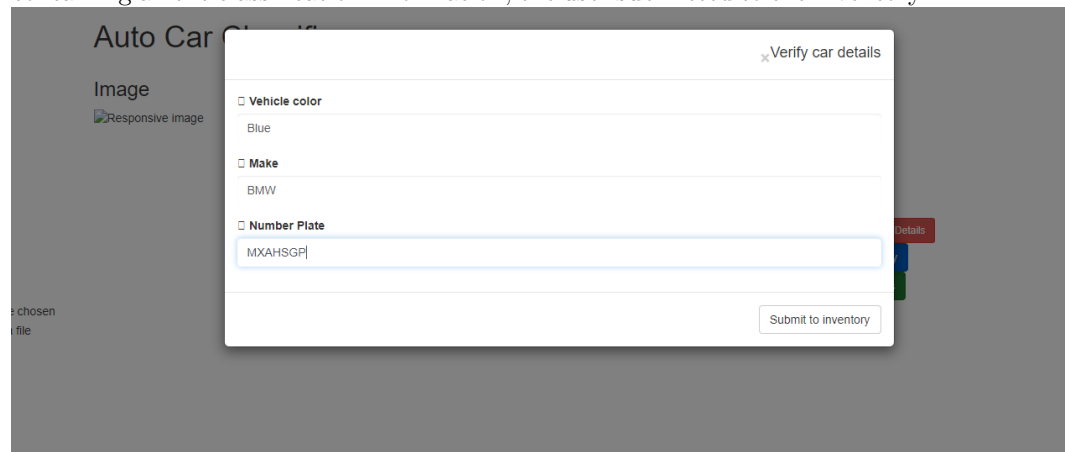 Auto Car
×Verify car details
Image
Responsive image
Vehicle color
Blue
Make
BMW
Number Plate
MXAHSGP
Details
chosen
file
Submit to inventory